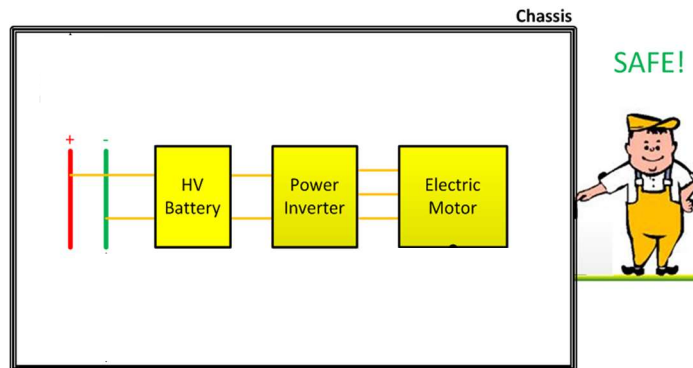 Chassis
SAFE!
+ -
HV
Battery
Power
Inverter
Electric
Motor